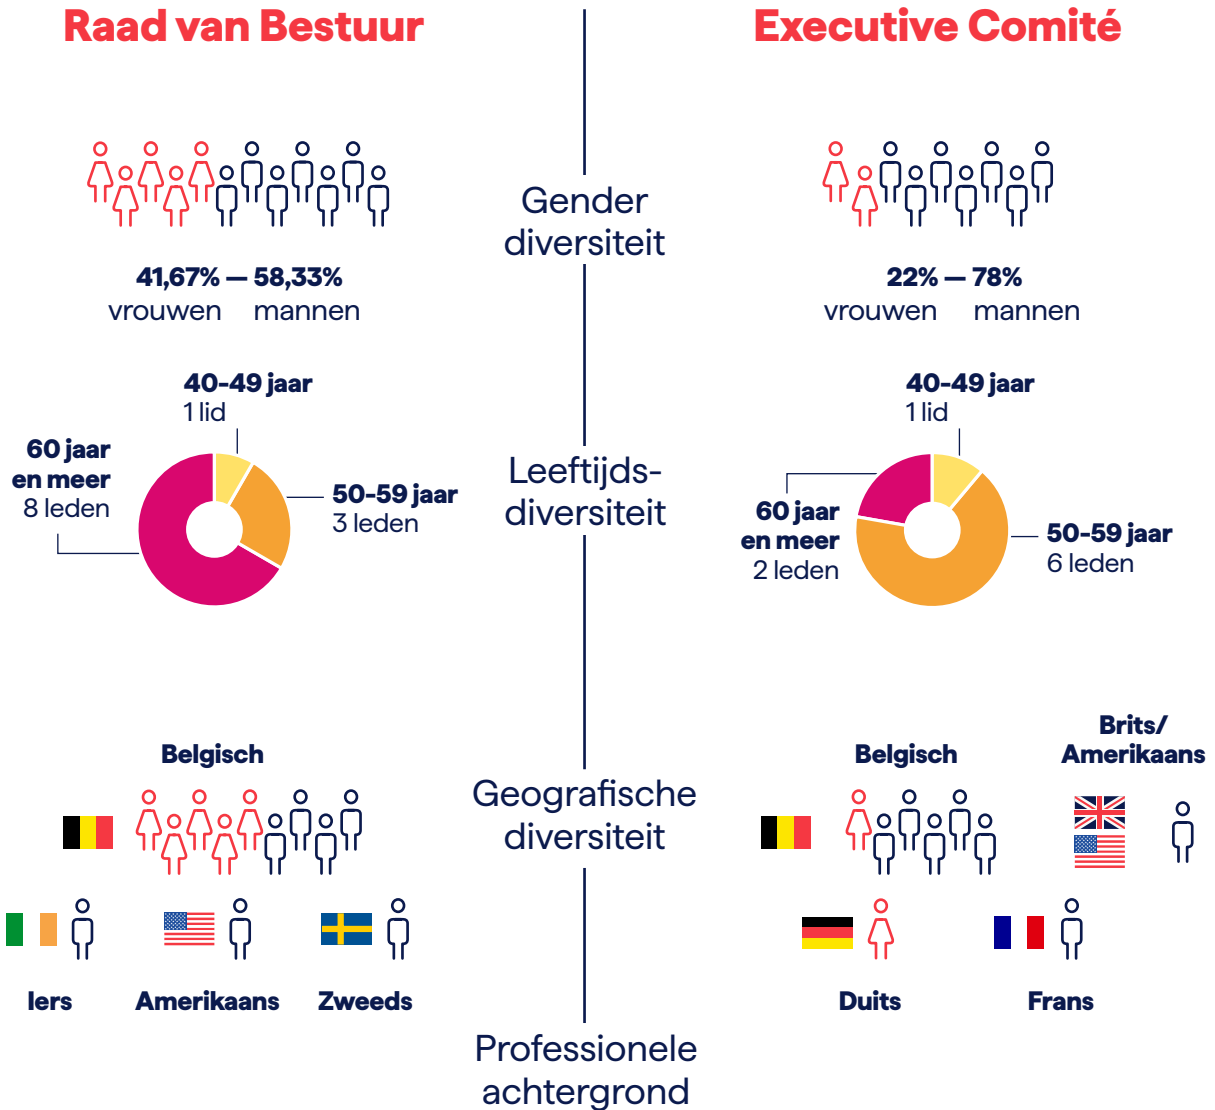 Raad van Bestuur
Executive Comité
Gender
diversiteit
41,67% — 58,33%
vrouwen mannen
22% — 78%
vrouwen mannen
Leeftijds-
diversiteit
40-49 jaar
1 lid
60 jaar
en meer
8 leden
50-59 jaar
3 leden
40-49 jaar
1 lid
60 jaar
en meer
2 leden
50-59 jaar
6 leden
Geografische
diversiteit
Belgisch
Iers
Amerikaans
Zweeds
Belgisch
Brits/
Amerikaans
Duits
Frans
Professionele
achtergrond